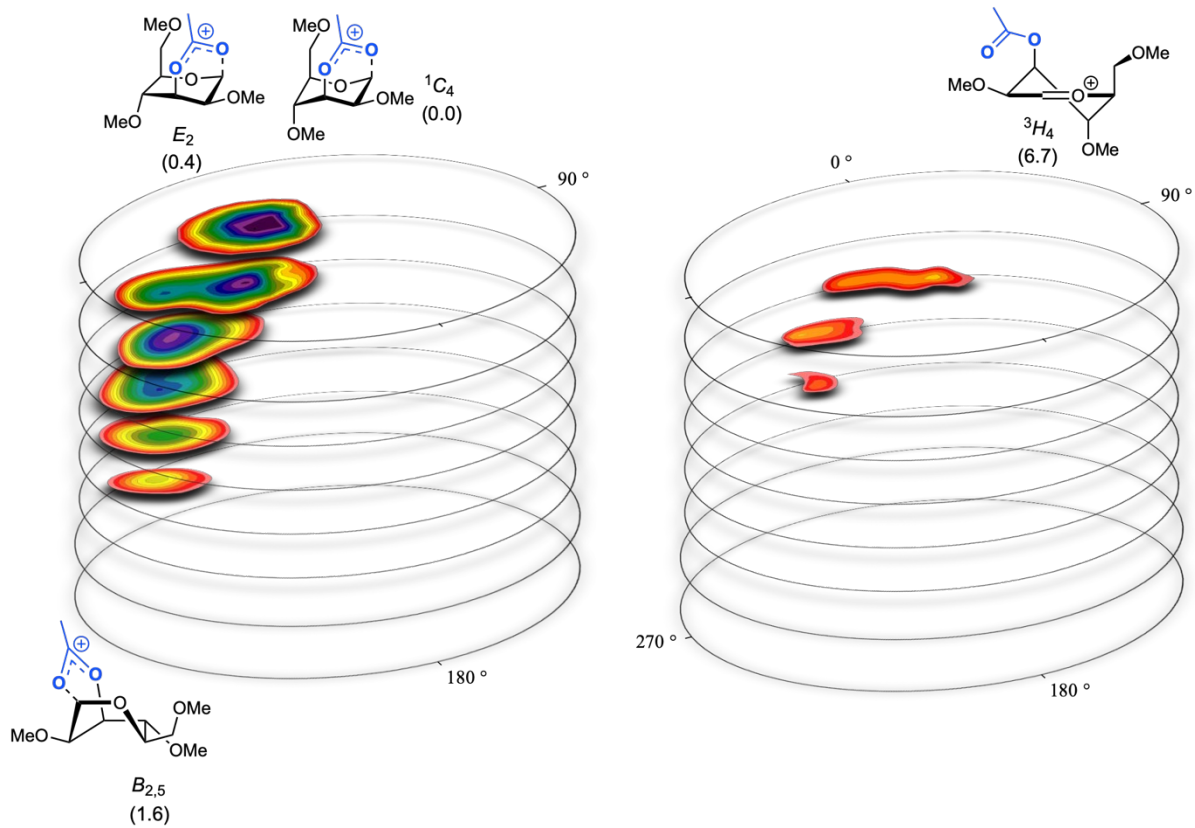 MeO
⊕
O
O
O
OMe
MeO
E2
(0.4)
MeO
⊕
O
O
O
OMe
OMe
1C4
(0.0)
O
O
MeO
O
⊕
OMe
OMe
3H4
(6.7)
90 °
0 °
90 °
270 °
180 °
180 °
⊕
O
O
O
MeO
OMe
OMe
B2,5
(1.6)